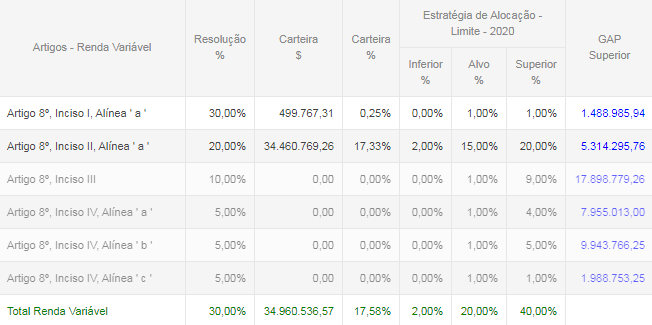 Artigos - Renda Variável Resolução % Carteira $ Carteira % Estratégia de Alocação - Limite - 2020 GAP Superior
Inferior % Alvo % Superior %
Artigo 8º, Inciso I, Alínea ' a ' 30,00% 499.767,31 0,25% 0,00% 1,00% 1,00% 1.488.985,94
Artigo 8º, Inciso II, Alínea ' a ' 20,00% 34.460.769,26 17,33% 2,00% 15,00% 20,00% 5.314.295,76
Artigo 8º, Inciso III 10,00% 0,00 0,00% 0,00% 1,00% 9,00% 17.898.779,26
Artigo 8º, Inciso IV, Alínea ' a ' 5,00% 0,00 0,00% 0,00% 1,00% 4,00% 7.955.013,00
Artigo 8º, Inciso IV, Alínea ' b ' 5,00% 0,00 0,00% 0,00% 1,00% 5,00% 9.943.766,25
Artigo 8º, Inciso IV, Alínea ' c ' 5,00% 0,00 0,00% 0,00% 1,00% 1,00% 1.988.753,25
Total Renda Variável 30,00% 34.960.536,57 17,58% 2,00% 20,00% 40,00%